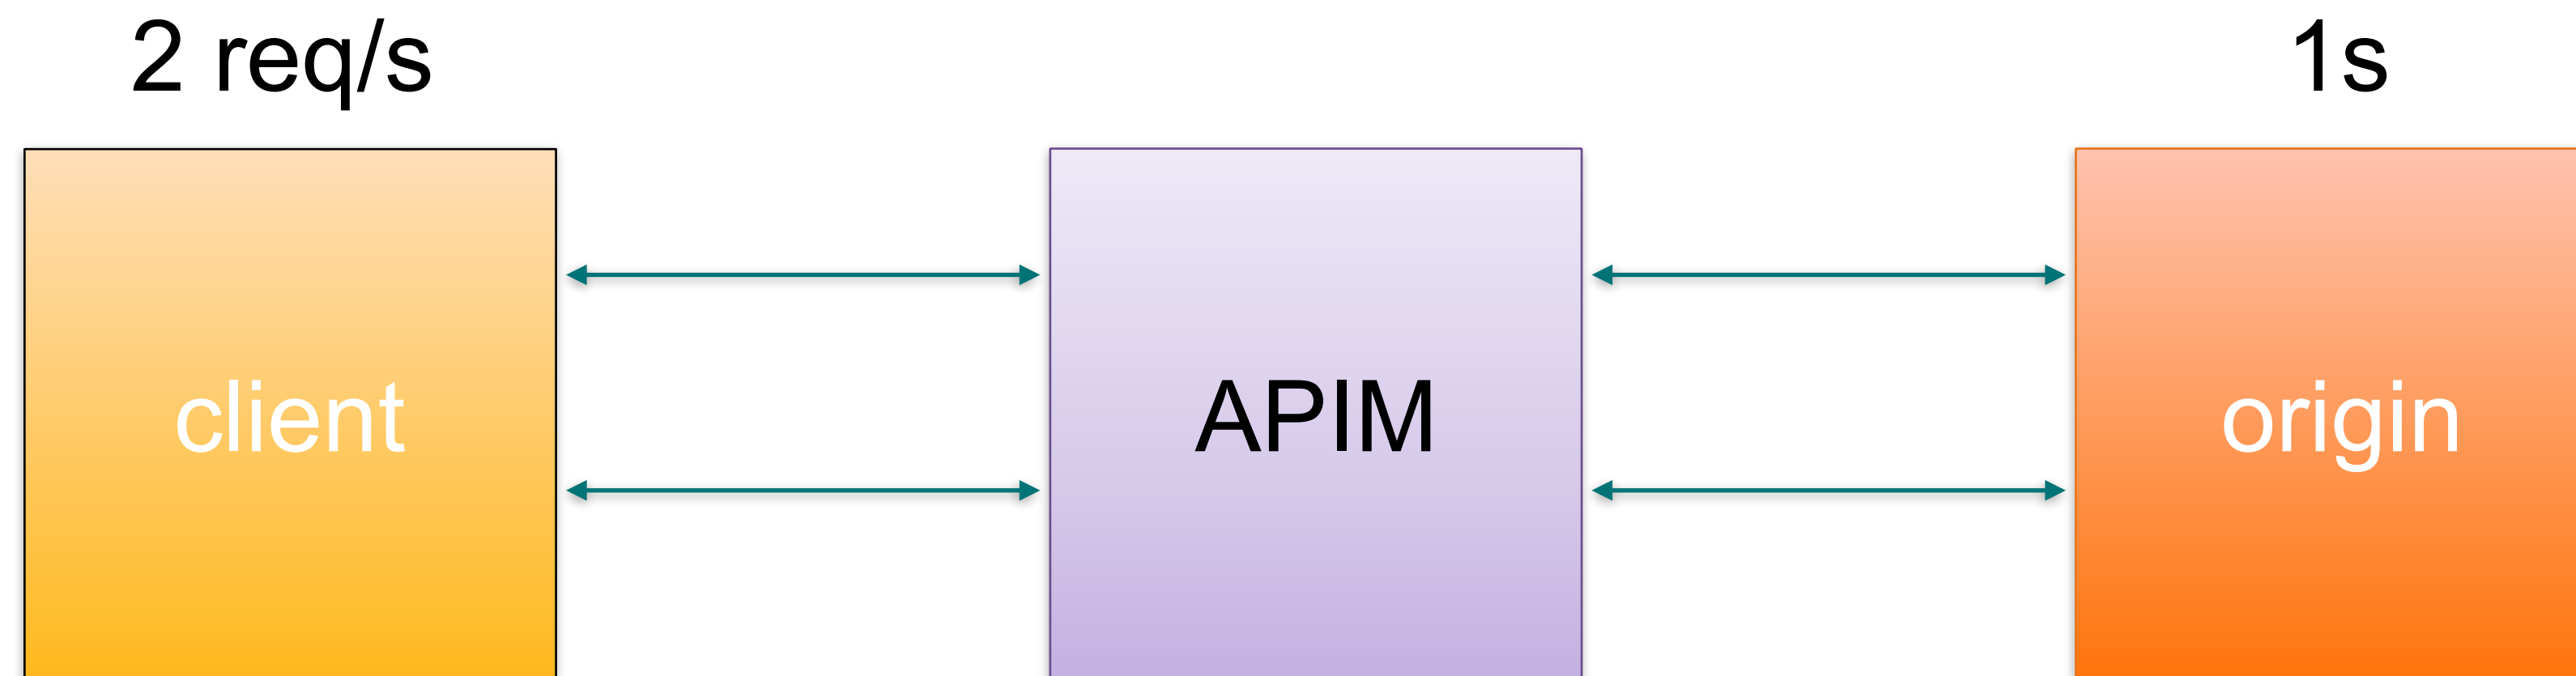 2 req/s
1s
client
APIM
origin